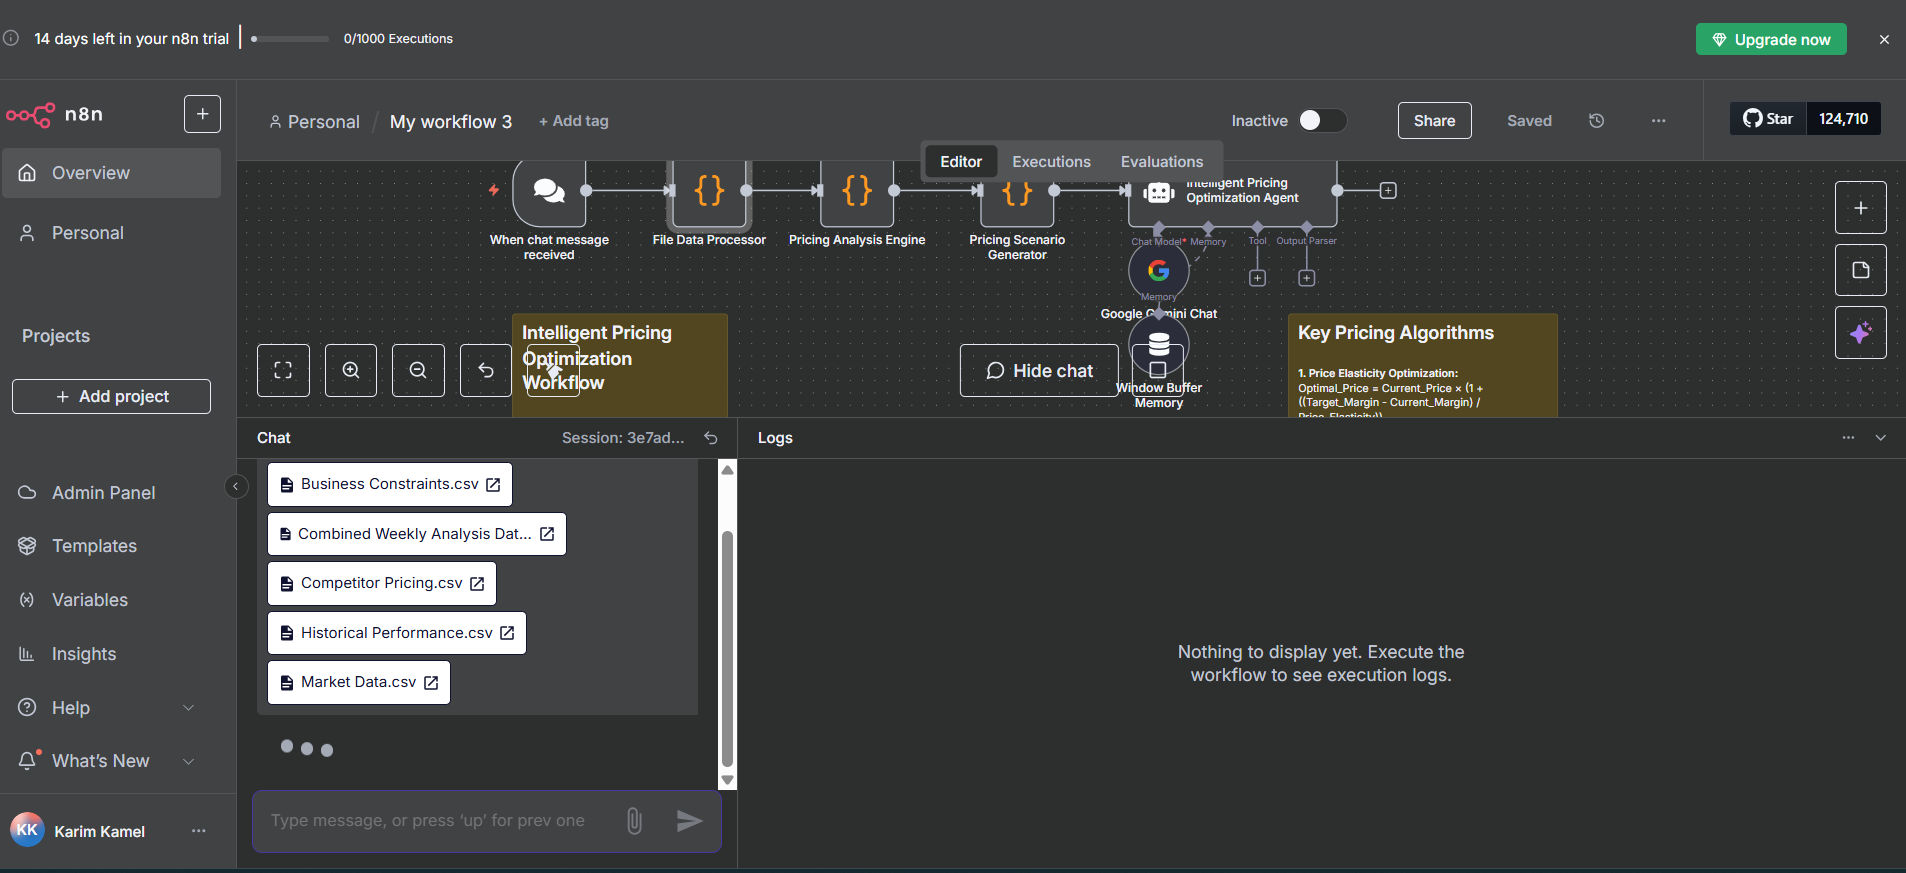 14 days left in your n8n trial
0/1000 Executions
Upgrade now
n8n
Personal / My workflow 3
+ Add tag
Inactive
Share
Saved
Star
124,710
Editor
Executions
Evaluations
Overview
Personal
Projects
+ Add project
Admin Panel
Templates
Variables
Insights
Help
What's New
KK
Karim Kamel
When chat message
received
{}
File Data Processor
{}
Pricing Analysis Engine
{}
Pricing Scenario
Generator
Intelligent Pricing
Optimization Agent
Chat Model*
Memory
Tool
Output Parser
Memory
Google Gemini Chat
Window Buffer
Memory
Intelligent Pricing
Optimization
Workflow
Hide chat
Key Pricing Algorithms
1. Price Elasticity Optimization:
Optimal_Price = Current_Price × (1 +
((Target_Margin - Current_Margin) /
Price_Elasticity))
Chat
Session: 3e7ad...
Business Constraints.csv
Combined Weekly Analysis Dat...
Competitor Pricing.csv
Historical Performance.csv
Market Data.csv
Type message, or press 'up' for prev one
Logs
Nothing to display yet. Execute the
workflow to see execution logs.